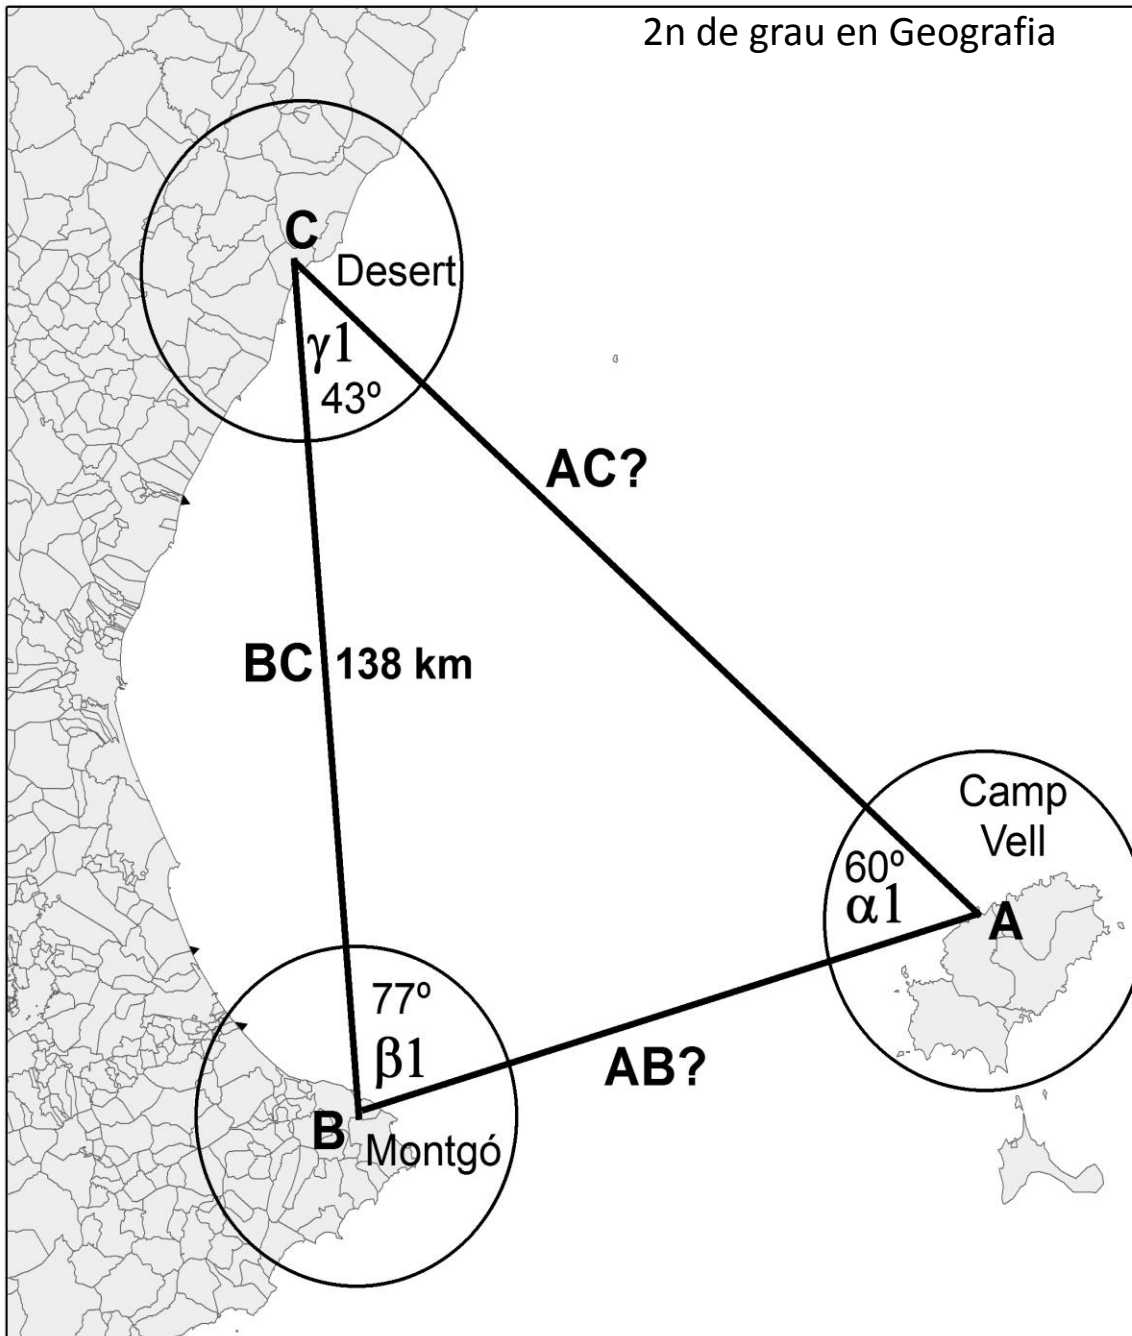 2n de grau en Geografia
C
Desert
γ1
43º
AC?
BC 138 km
Camp
Vell
60º
α1
A
77º
β1
AB?
B
Montgó